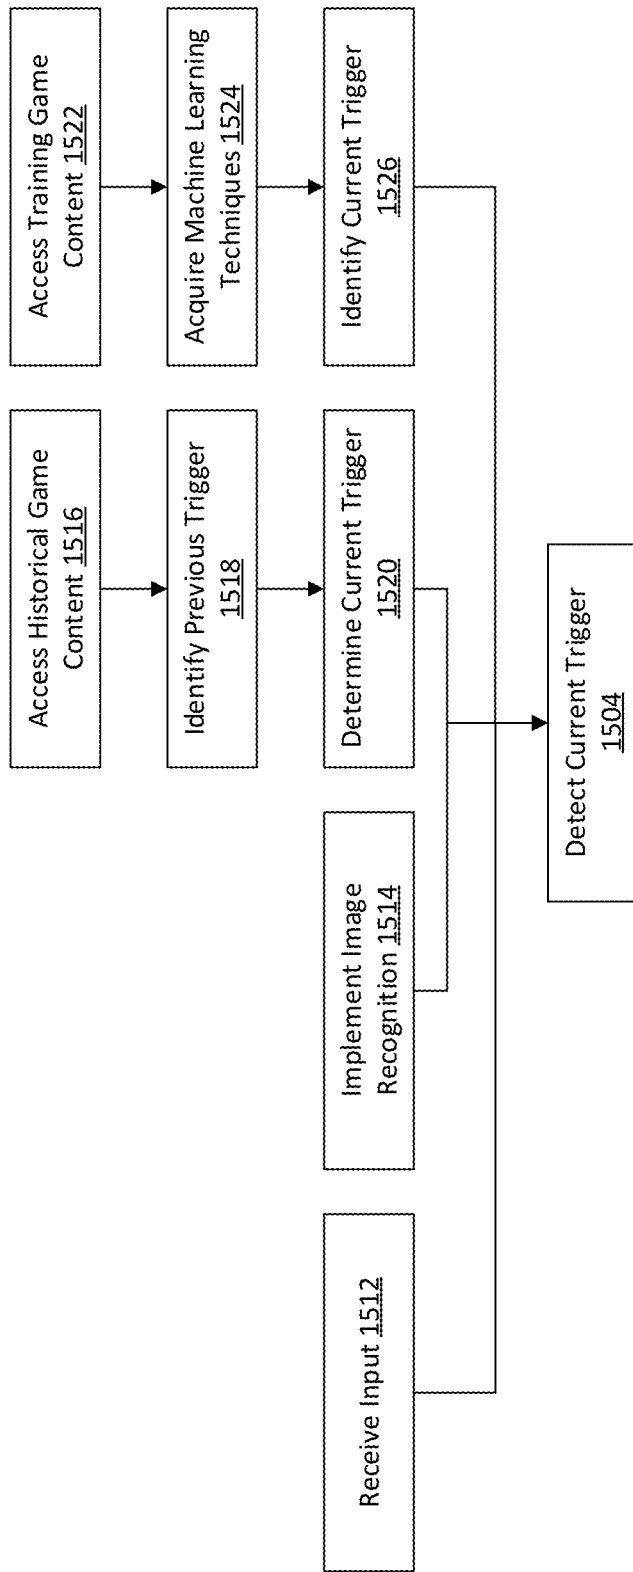 Access Training Game
Content 1522
Acquire Machine Learning
Techniques 1524
Identify Current Trigger
1526
Access Historical Game
Content 1516
Identify Previous Trigger
1518
Determine Current Trigger
1520
Implement Image
Recognition 1514
Receive Input 1512
Detect Current Trigger
1504